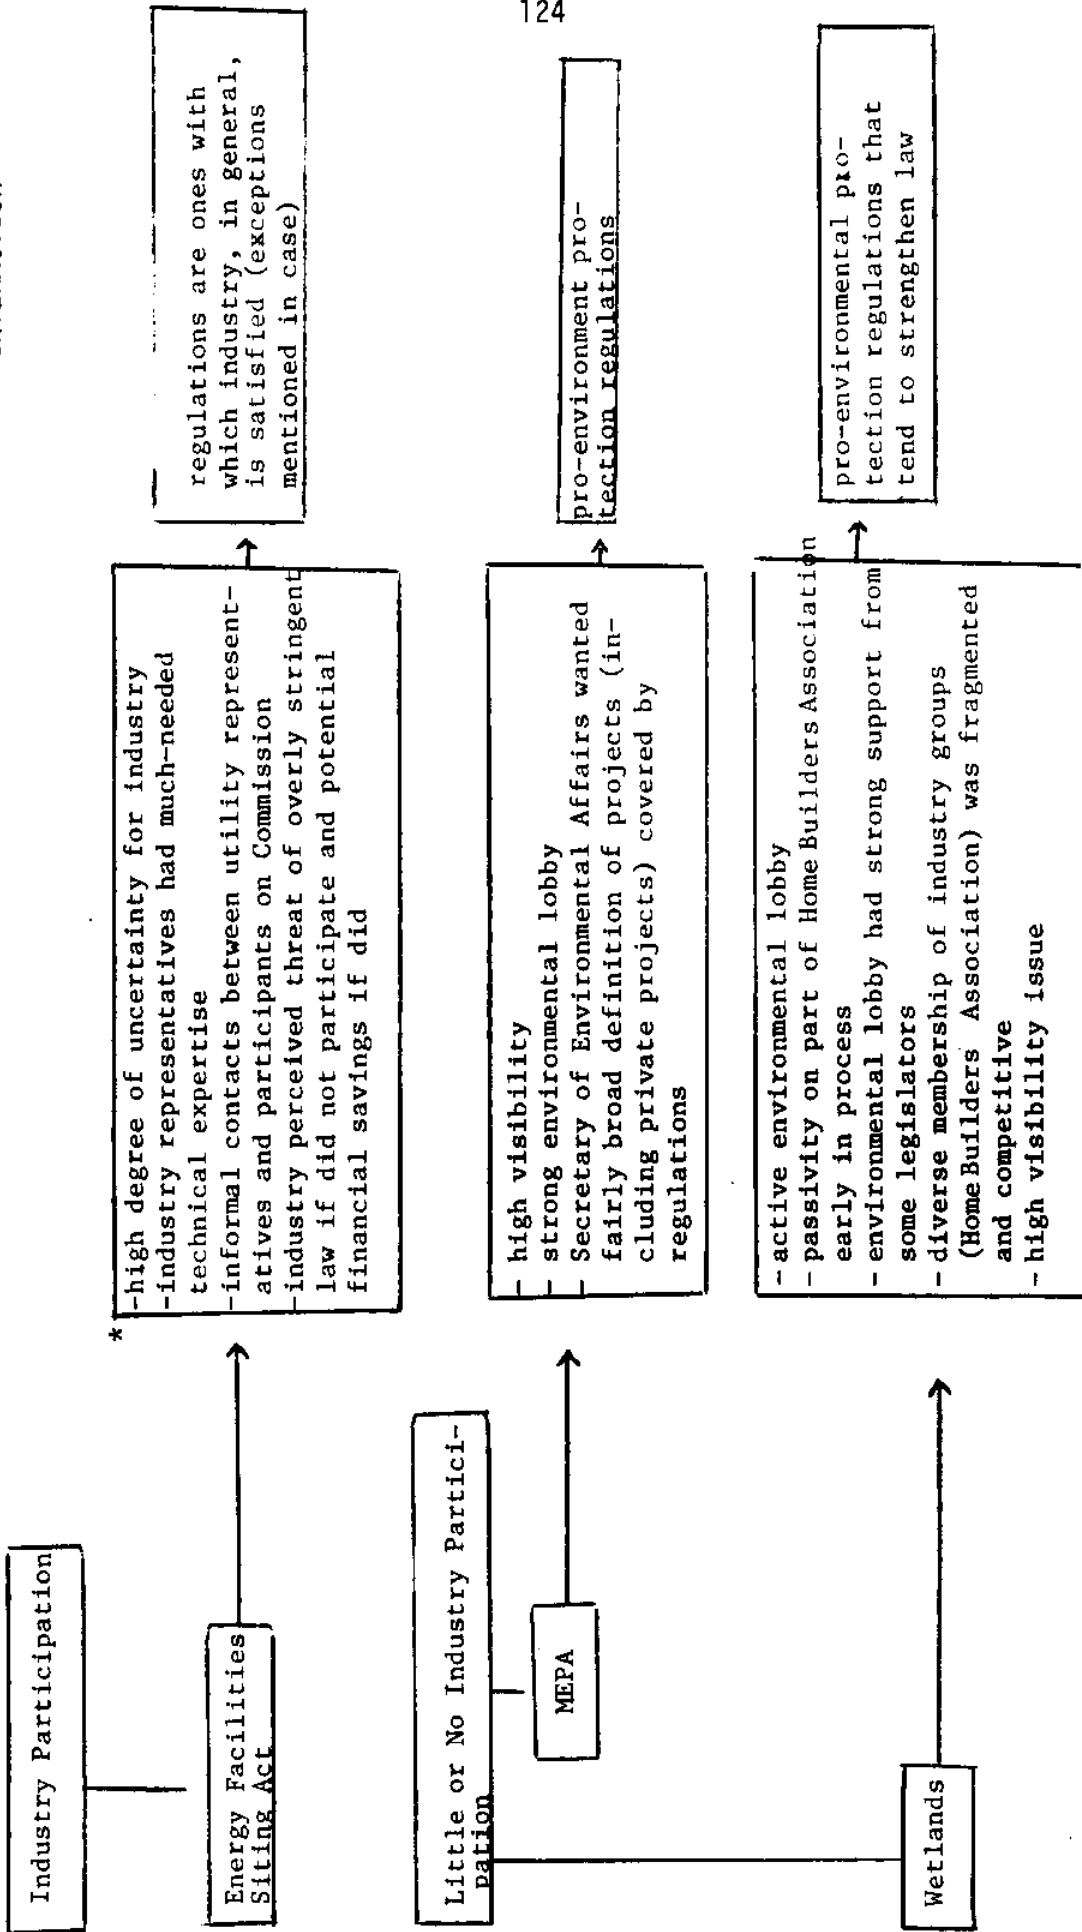 124
Industry Participation
Energy Facilities
Siting Act
*
-high degree of uncertainty for industry
-industry representatives had much-needed
technical expertise
-informal contacts between utility represent-
atives and participants on Commission
-industry perceived threat of overly stringent
law if did not participate and potential
financial savings if did
regulations are ones with
which industry, in general,
is satisfied (exceptions
mentioned in case)
Little or No Industry Partici-
pation
MEPA
- high visibility
- strong environmental lobby
- Secretary of Environmental Affairs wanted
fairly broad definition of projects (in-
cluding private projects) covered by
regulations
pro-environment pro-
tection regulations
Wetlands
- active environmental lobby
- passivity on part of Home Builders Association
early in process
- environmental lobby had strong support from
some legislators
- diverse membership of industry groups
(Home Builders Association) was fragmented
and competitive
- high visibility issue
pro-environmental pro-
tection regulations that
tend to strengthen law